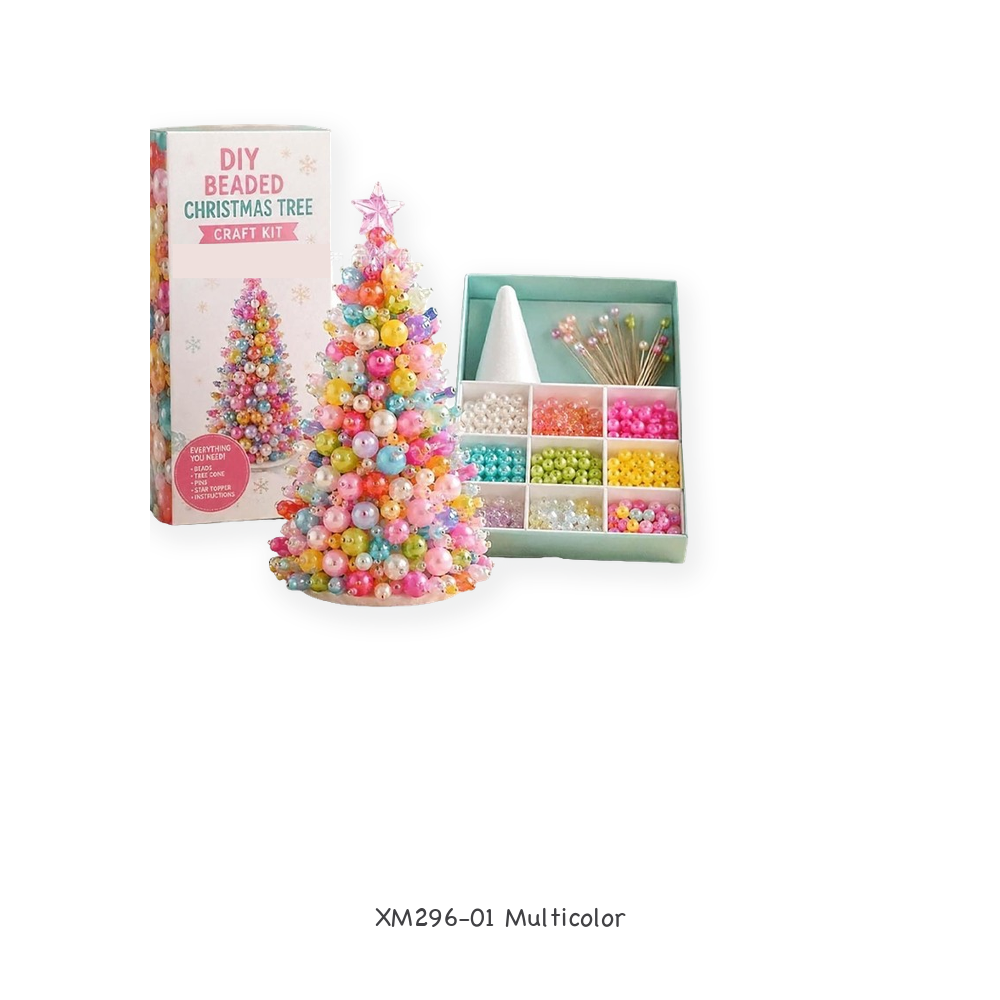 DIY
BEADED
CHRISTMAS TREE
CRAFT KIT
EVERYTHING
YOU NEED!
• BEADS
• TREE CONE
• PINS
• STAR TOPPER
• INSTRUCTIONS
XM296-01 Multicolor